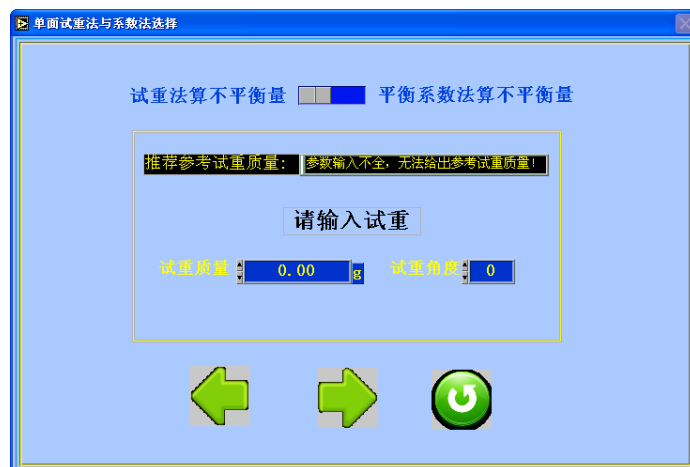 单面试重法与系数法选择
试重法算不平衡量 平衡系数法算不平衡量
推荐参考试重质量: 参数输入不全，无法给出参考试重质量!
请输入试重
试重质量 0.00 g 试重角度 0